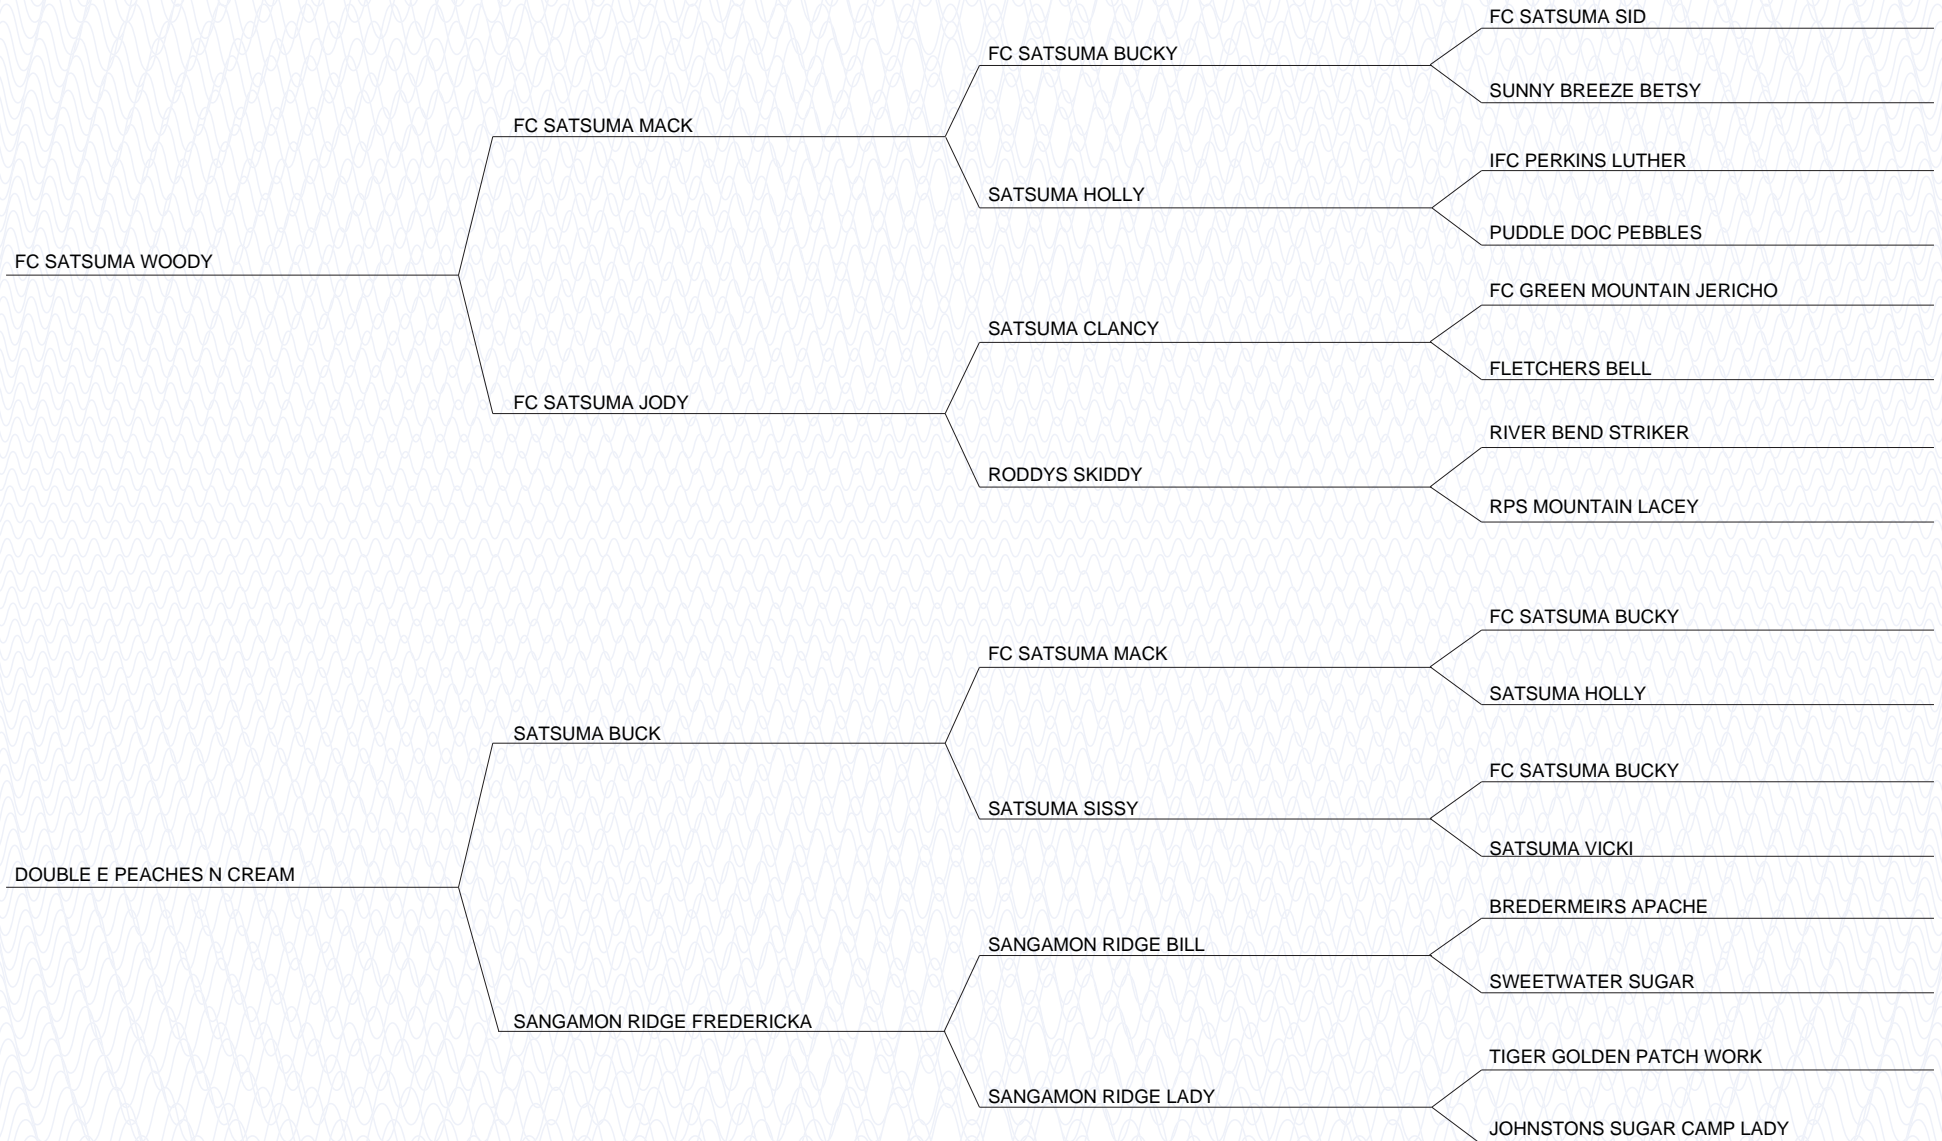 FC SATSUMA SID
FC SATSUMA BUCKY
SUNNY BREEZE BETSY
FC SATSUMA MACK
IFC PERKINS LUTHER
SATSUMA HOLLY
PUDDLE DOC PEBBLES
FC SATSUMA WOODY
FC GREEN MOUNTAIN JERICHO
SATSUMA CLANCY
FLETCHERS BELL
FC SATSUMA JODY
RIVER BEND STRIKER
RODDYS SKIDDY
RPS MOUNTAIN LACEY
FC SATSUMA BUCKY
FC SATSUMA MACK
SATSUMA HOLLY
SATSUMA BUCK
FC SATSUMA BUCKY
SATSUMA SISSY
SATSUMA VICKI
DOUBLE E PEACHES N CREAM
BREDERMEIRS APACHE
SANGAMON RIDGE BILL
SWEETWATER SUGAR
SANGAMON RIDGE FREDERICKA
TIGER GOLDEN PATCH WORK
SANGAMON RIDGE LADY
JOHNSTONS SUGAR CAMP LADY